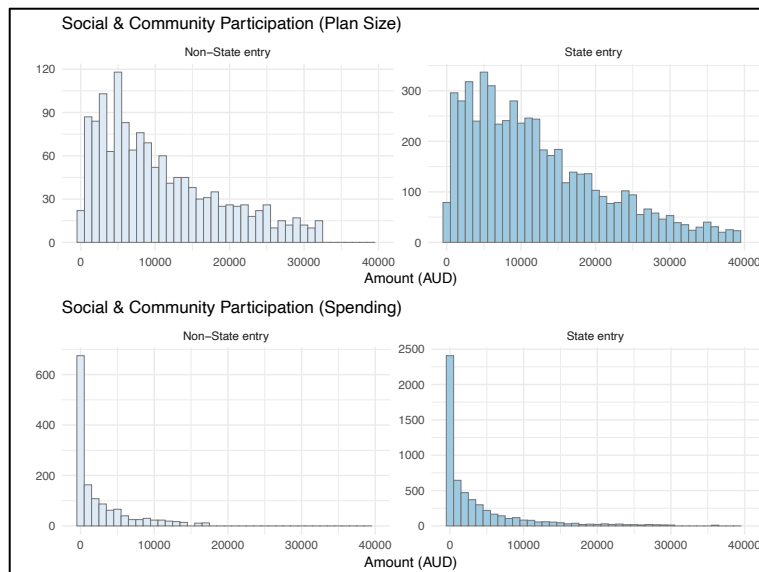 Social & Community Participation (Plan Size)
Non−State entry
State entry
120
90
60
30
0
300
200
100
0
0 10000 20000 30000 40000
0 10000 20000 30000 40000
Amount (AUD)
Social & Community Participation (Spending)
Non−State entry
State entry
600
400
200
0
2500
2000
1500
1000
500
0
0 10000 20000 30000 40000
0 10000 20000 30000 40000
Amount (AUD)